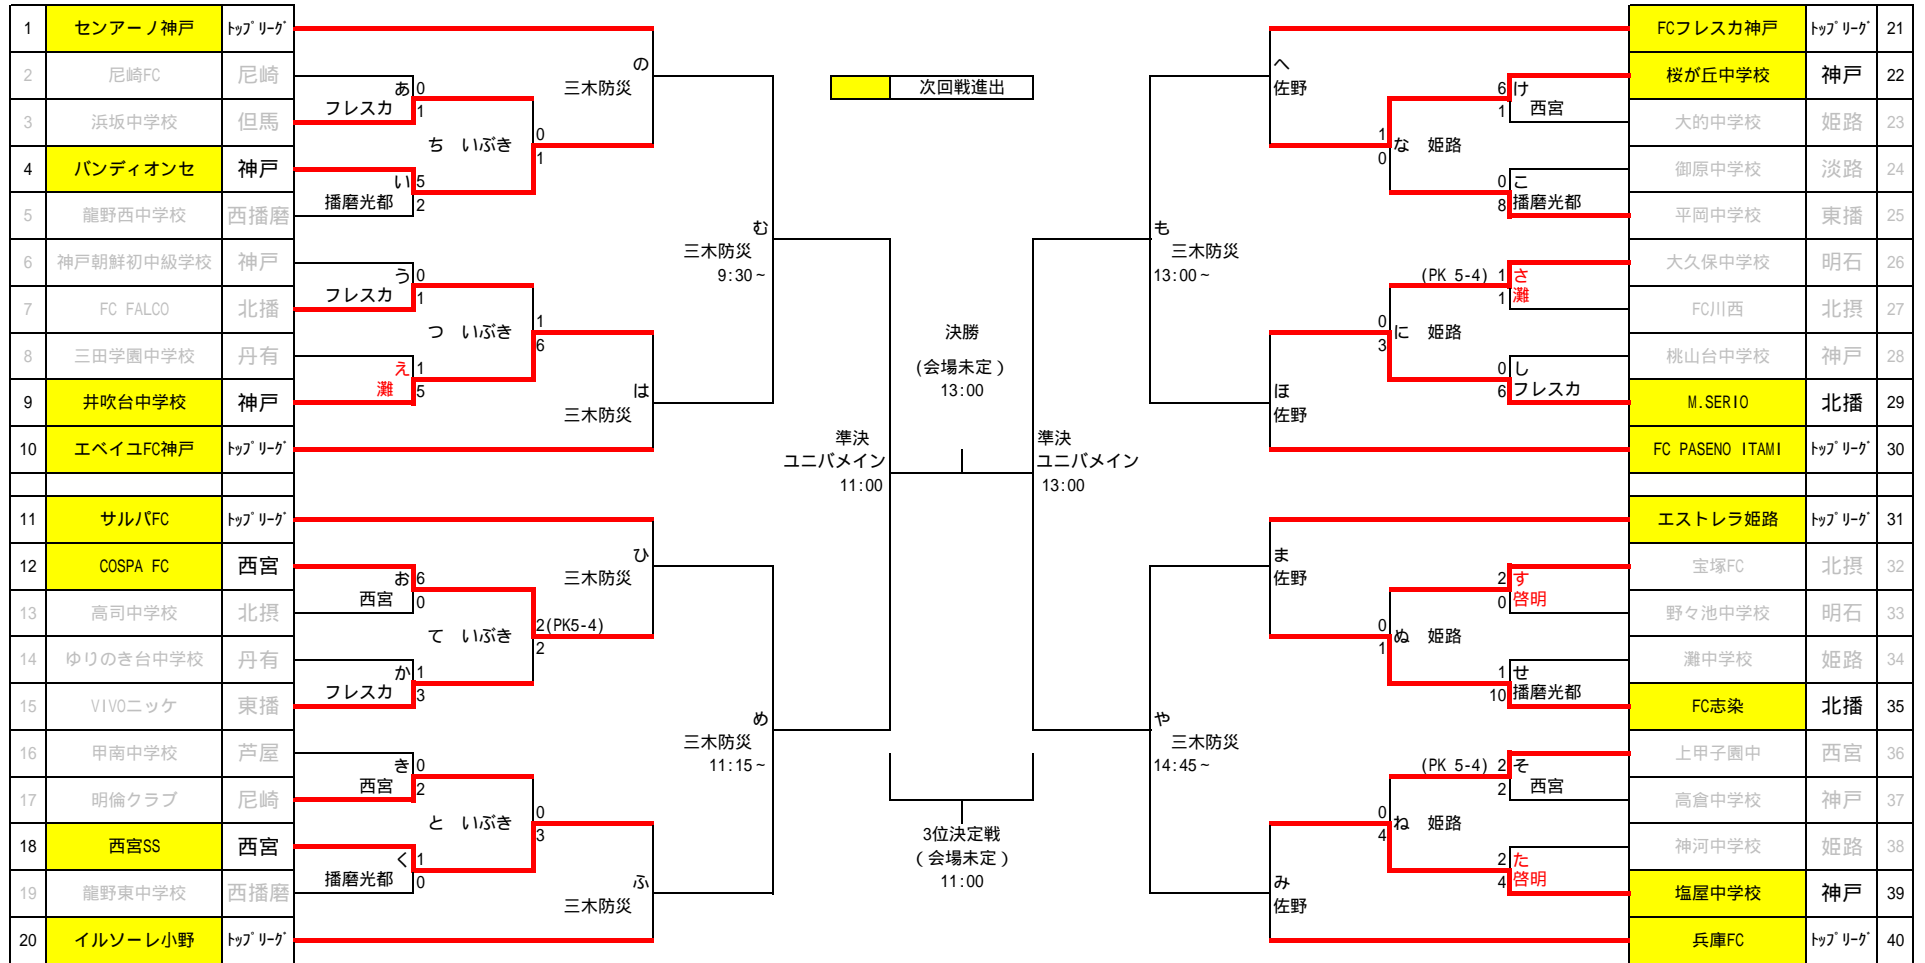 1 センアーノ神戸 ﾄｯﾌﾟﾘｰｸﾞ
2 尼崎FC 尼崎
3 浜坂中学校 但馬
4 バンディオンセ 神戸
5 龍野西中学校 西播磨
6 神戸朝鮮初中級学校 神戸
7 FC FALCO 北播
8 三田学園中学校 丹有
9 井吹台中学校 神戸
10 エベイユFC神戸 ﾄｯﾌﾟﾘｰｸﾞ
11 サルパFC ﾄｯﾌﾟﾘｰｸﾞ
12 COSPA FC 西宮
13 高司中学校 北摂
14 ゆりのき台中学校 丹有
15 VIVOニッケ 東播
16 甲南中学校 芦屋
17 明倫クラブ 尼崎
18 西宮SS 西宮
19 龍野東中学校 西播磨
20 イルソーレ小野 ﾄｯﾌﾟﾘｰｸﾞ
あ 0
フレスカ 1
い 5
播磨光都 2
う 0
フレスカ 1
え 1
灘 5
お 6
西宮 0
か 1
フレスカ 3
き 0
西宮 2
く 1
播磨光都 0
0
ち いぶき
1
1
つ いぶき
6
2(PK5-4)
て いぶき
2
0
と いぶき
3
の
三木防災
は
三木防災
ひ
三木防災
ふ
三木防災
む
三木防災
9:30~
め
三木防災
11:15~
次回戦進出
決勝
(会場未定)
13:00
準決
ユニバメイン
11:00
準決
ユニバメイン
13:00
3位決定戦
(会場未定)
11:00
も
三木防災
13:00~
や
三木防災
14:45~
へ
佐野
ほ
佐野
ま
佐野
み
佐野
1
な 姫路
0
0
に 姫路
3
0
ぬ 姫路
1
0
ね 姫路
4
6 け
1 西宮
0 こ
8 播磨光都
(PK 5-4) 1 さ
1 灘
0 し
6 フレスカ
2 す
0 啓明
1 せ
10 播磨光都
(PK 5-4) 2 そ
2 西宮
2 た
4 啓明
FCフレスカ神戸 ﾄｯﾌﾟﾘｰｸﾞ 21
桜が丘中学校 神戸 22
大的中学校 姫路 23
御原中学校 淡路 24
平岡中学校 東播 25
大久保中学校 明石 26
FC川西 北摂 27
桃山台中学校 神戸 28
M.SERIO 北播 29
FC PASENO ITAMI ﾄｯﾌﾟﾘｰｸﾞ 30
エストレラ姫路 ﾄｯﾌﾟﾘｰｸﾞ 31
宝塚FC 北摂 32
野々池中学校 明石 33
灘中学校 姫路 34
FC志染 北播 35
上甲子園中 西宮 36
高倉中学校 神戸 37
神河中学校 姫路 38
塩屋中学校 神戸 39
兵庫FC ﾄｯﾌﾟﾘｰｸﾞ 40